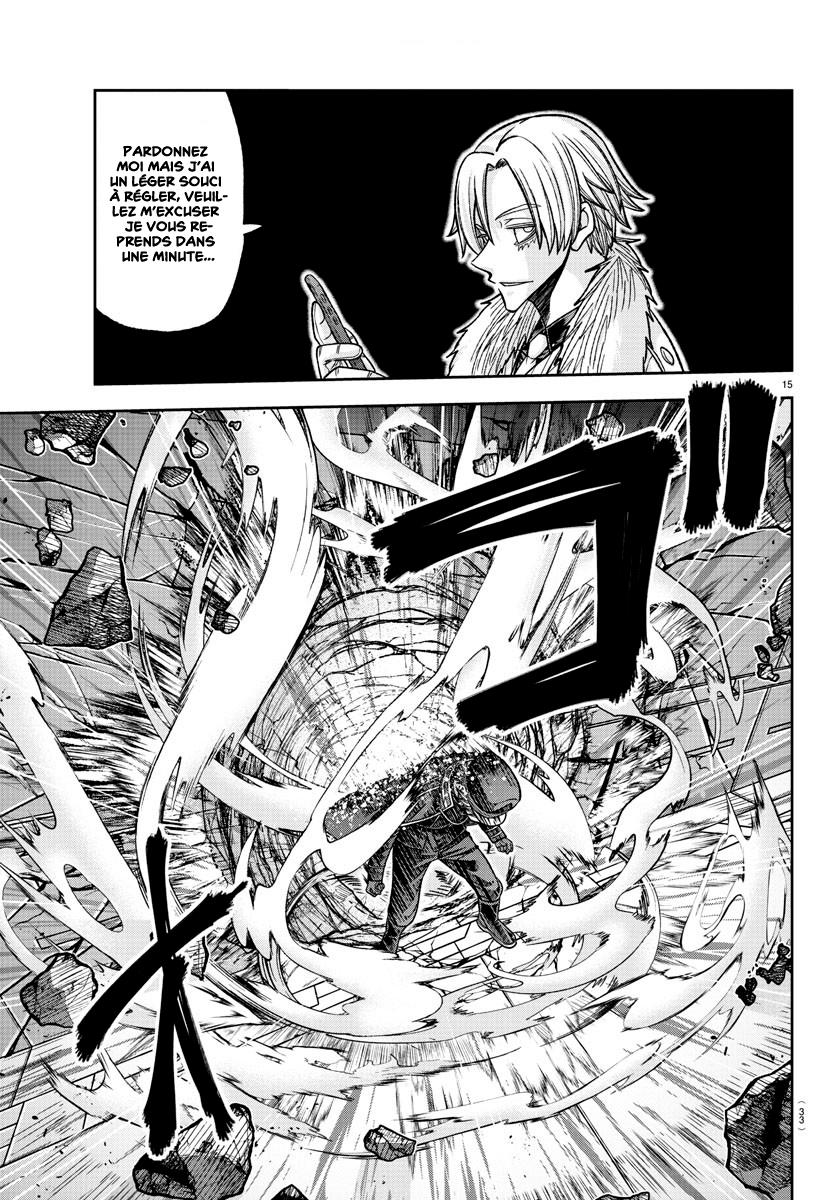 PARDONNEZ
MOI MAIS J'AI
UN LÉGER SOUCI
À RÉGLER, VEUIL-
LEZ M'EXCUSER
JE VOUS RE-
PRENDS DANS
UNE MINUTE...
15
ゴ
オ
(33)